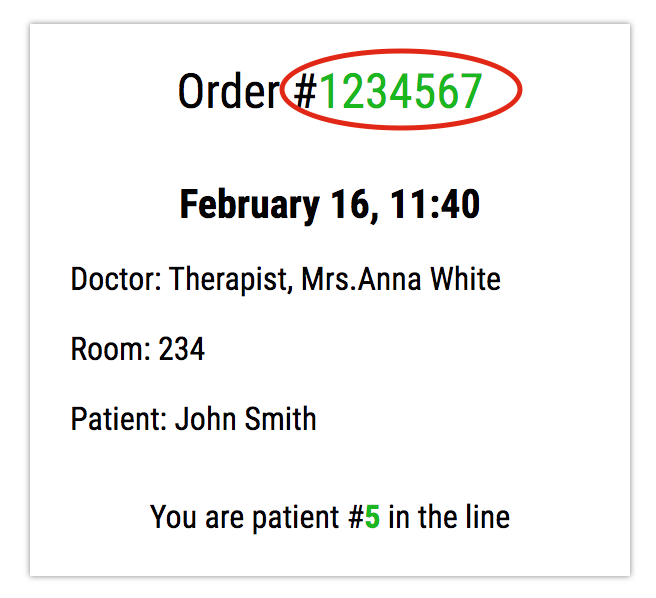 Order #1234567
February 16, 11:40
Doctor: Therapist, Mrs.Anna White
Room: 234
Patient: John Smith
You are patient #5 in the line